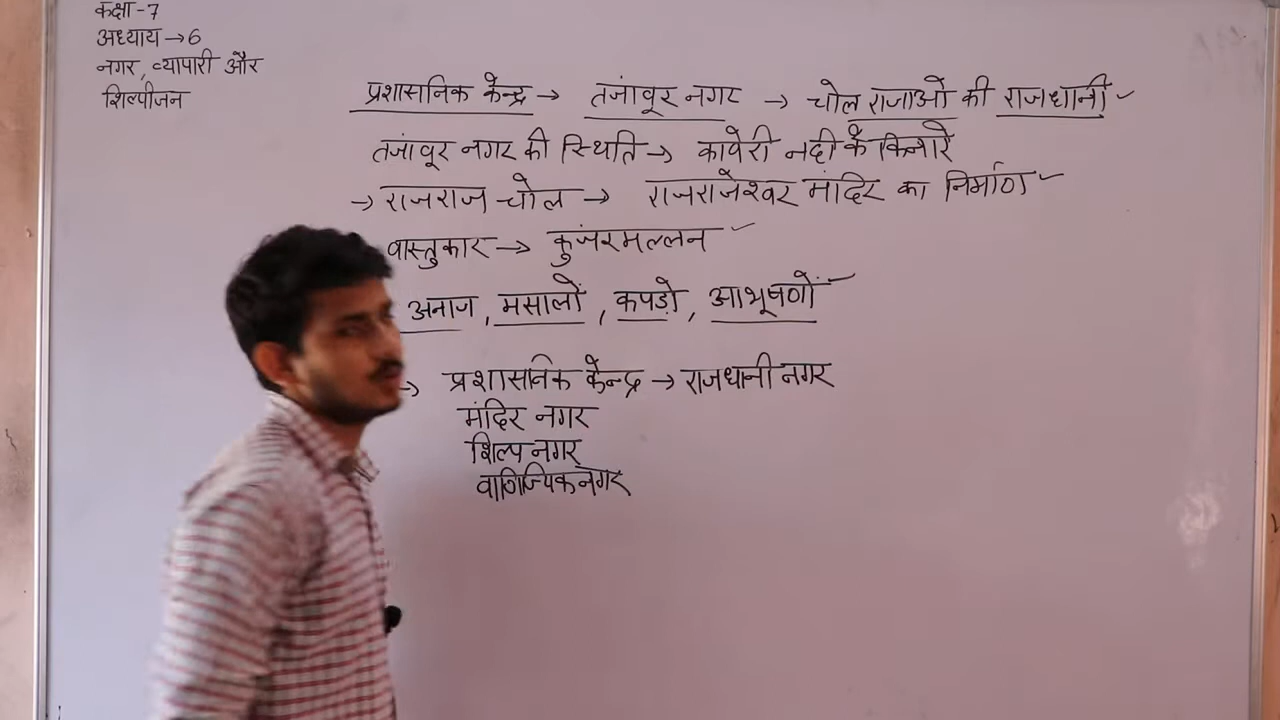 कक्षा-7
अध्याय→6
नगर, व्यापारी और
शिल्पीजन
प्रशासनिक केन्द्र→ तंजावूर नगर → चोल राजाओं की राजधानी
तंजावूर नगर की स्थिति→ कावेरी नदी के किनारे
→राजराज चोल → राजराजेश्वर मंदिर का निर्माण
वास्तुकार→ कुंजरमल्लन
अनाज, मसालों, कपड़ो, आभूषणों
→ प्रशासनिक केन्द्र→राजधानी नगर
मंदिर नगर
शिल्प नगर
वाणिज्यिक नगर